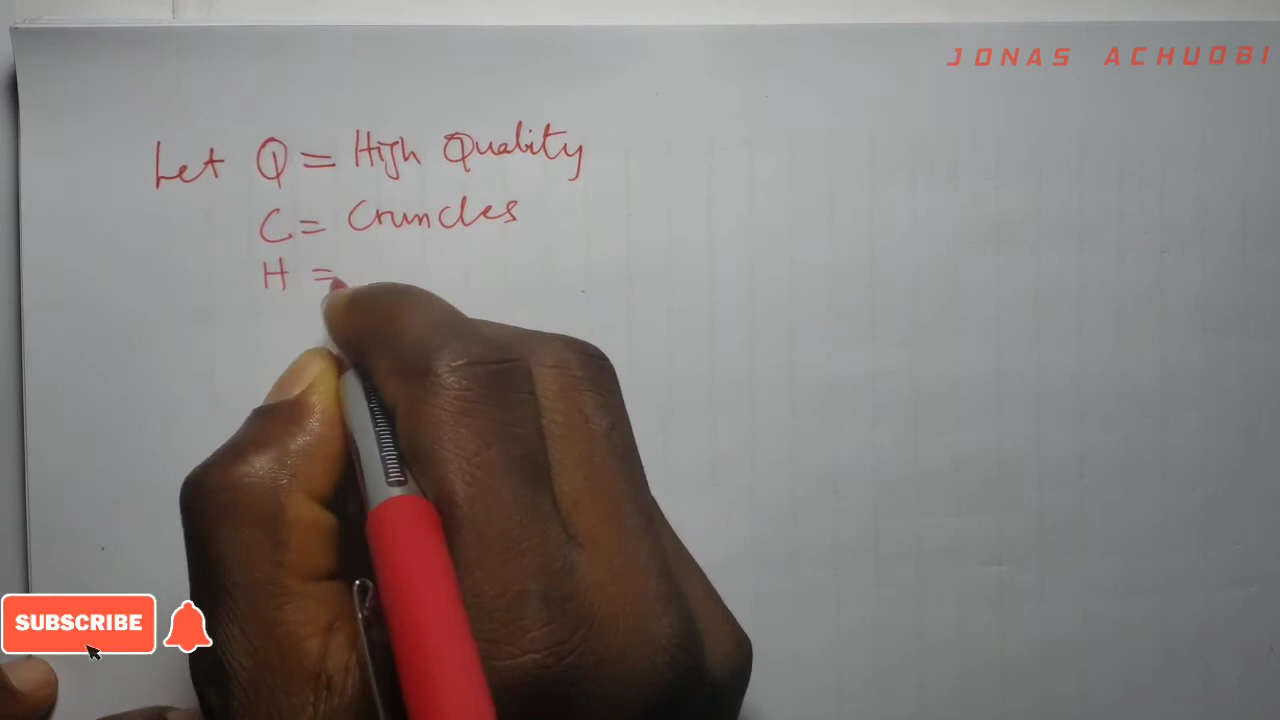 JONAS ACHUOBI
Let Q = High Quality
C = Cruncles
H =
SUBSCRIBE